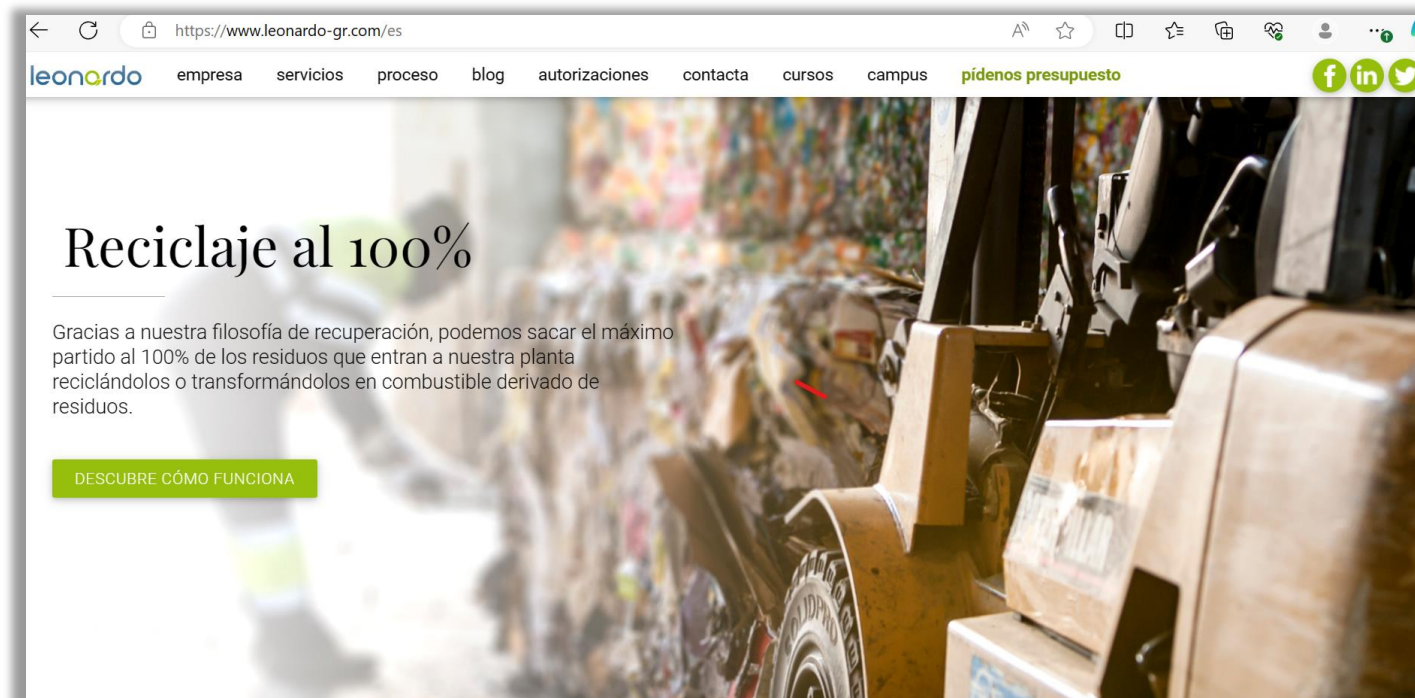 https://www.leonardo-gr.com/es
leonardo empresa servicios proceso blog autorizaciones contacta cursos campus pídenos presupuesto
Reciclaje al 100%
Gracias a nuestra filosofía de recuperación, podemos sacar el máximo
partido al 100% de los residuos que entran a nuestra planta
reciclándolos o transformándolos en combustible derivado de
residuos.
DESCUBRE CÓMO FUNCIONA
SOLIDPRO